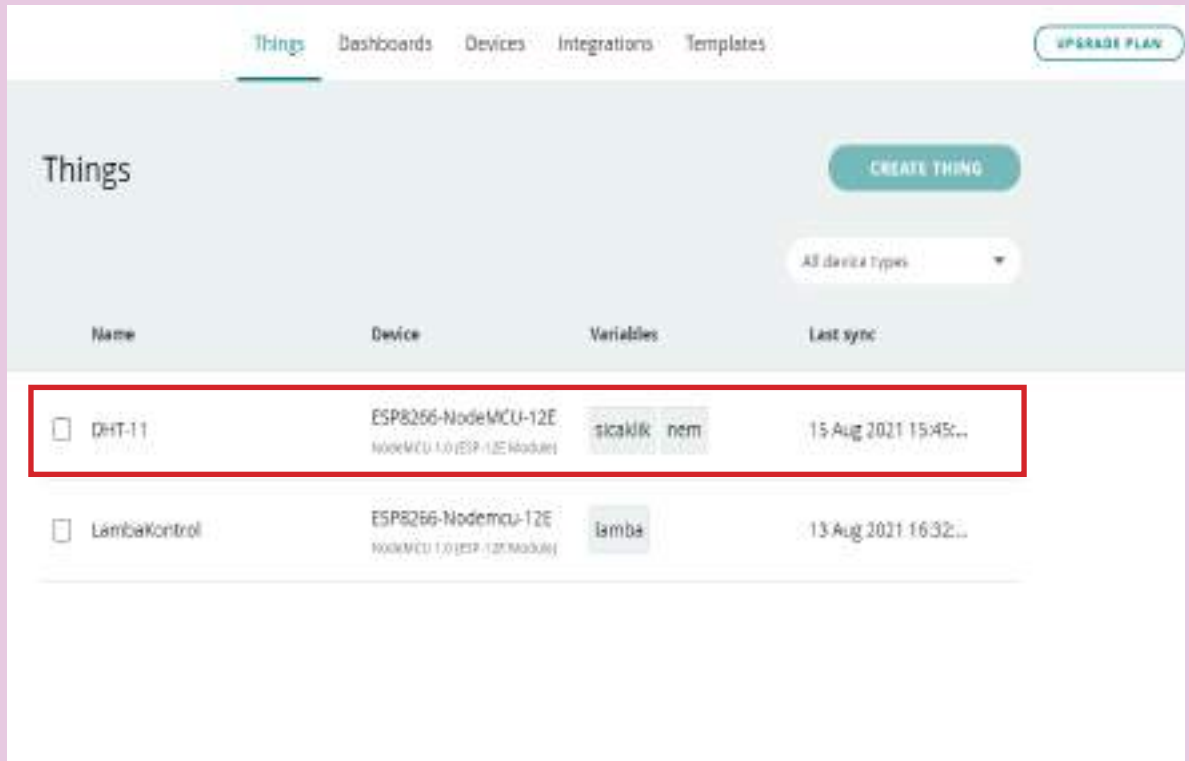 Things Dashboards Devices Integrations Templates UPGRADE PLAN
Things CREATE THING
All device types
Name Device Variables Last sync
DHT-11 ESP8266-NodeMCU-12E sicaklik nem 15 Aug 2021 15:45:...
NodeMCU 1.0 (ESP-12E Module)
LambaKontrol ESP8266-Nodemcu-12E lamba 13 Aug 2021 16:32:...
NodeMCU 1.0 (ESP-12E Module)